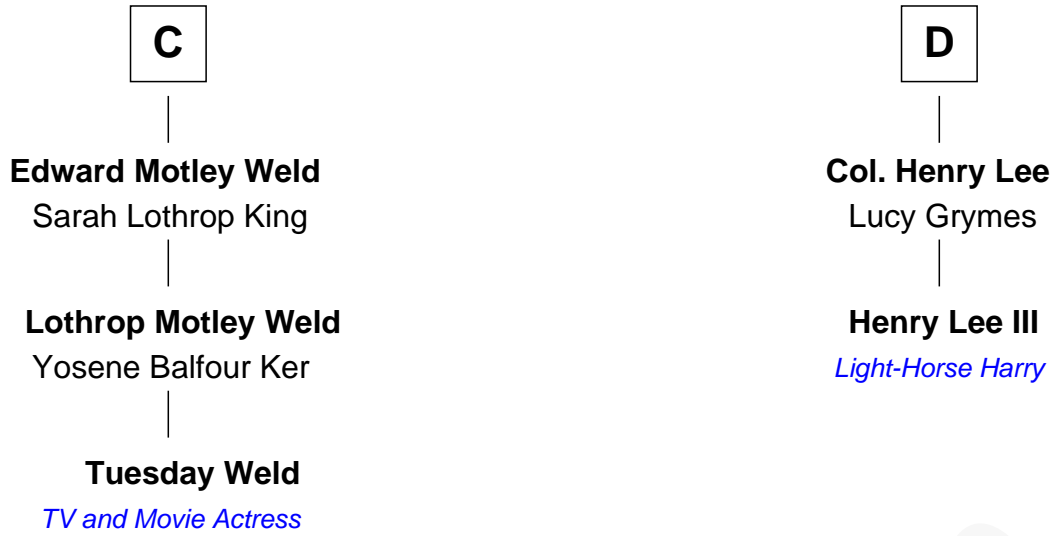 C
Edward Motley Weld
Sarah Lothrop King
Lothrop Motley Weld
Yosene Balfour Ker
Tuesday Weld
TV and Movie Actress
D
Col. Henry Lee
Lucy Grymes
Henry Lee III
Light-Horse Harry